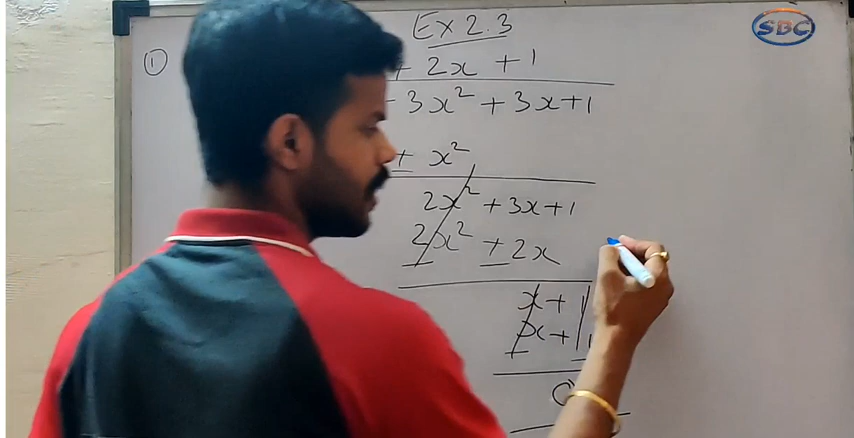 Ex 2.3
SBC
①
+ 2x + 1
3x² + 3x + 1
+ x²
2x² + 3x + 1
2x² + 2x
x + 1
x + 1
0